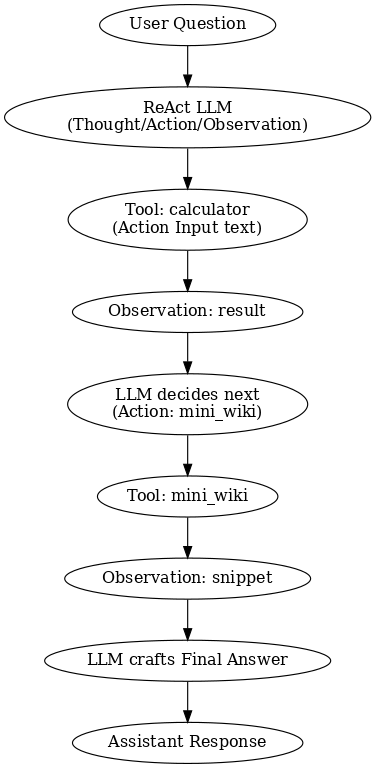 User Question
ReAct LLM
(Thought/Action/Observation)
Tool: calculator
(Action Input text)
Observation: result
LLM decides next
(Action: mini_wiki)
Tool: mini_wiki
Observation: snippet
LLM crafts Final Answer
Assistant Response